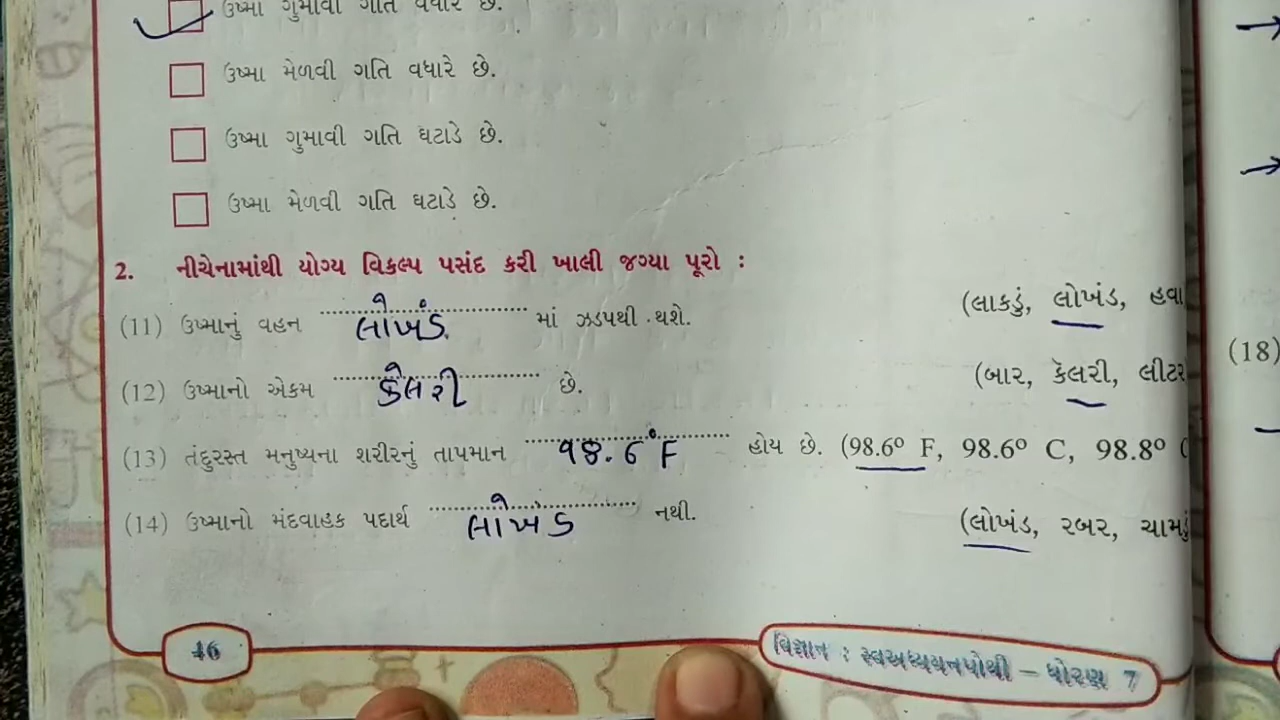 ઉષ્મા ગુમાવી ગતિ વધારે છે.
ઉષ્મા મેળવી ગતિ વધારે છે.
ઉષ્મા ગુમાવી ગતિ ઘટાડે છે.
ઉષ્મા મેળવી ગતિ ઘટાડે છે.
2. નીચેનામાંથી યોગ્ય વિકલ્પ પસંદ કરી ખાલી જગ્યા પૂરો :
(11) ઉષ્માનું વહન લોખંડ માં ઝડપથી થશે. (લાકડું, લોખંડ, હવા
(12) ઉષ્માનો એકમ કેલરી છે. (બાર, કેલરી, લીટર
(13) તંદુરસ્ત મનુષ્યના શરીરનું તાપમાન 98.6° F હોય છે. (98.6° F, 98.6° C, 98.8°
(14) ઉષ્માનો મંદવાહક પદાર્થ લોખંડ નથી. (લોખંડ, રબર, ચામડું
(18)
46
વિજ્ઞાન : સ્વઅધ્યયનપોથી – ધોરણ 7